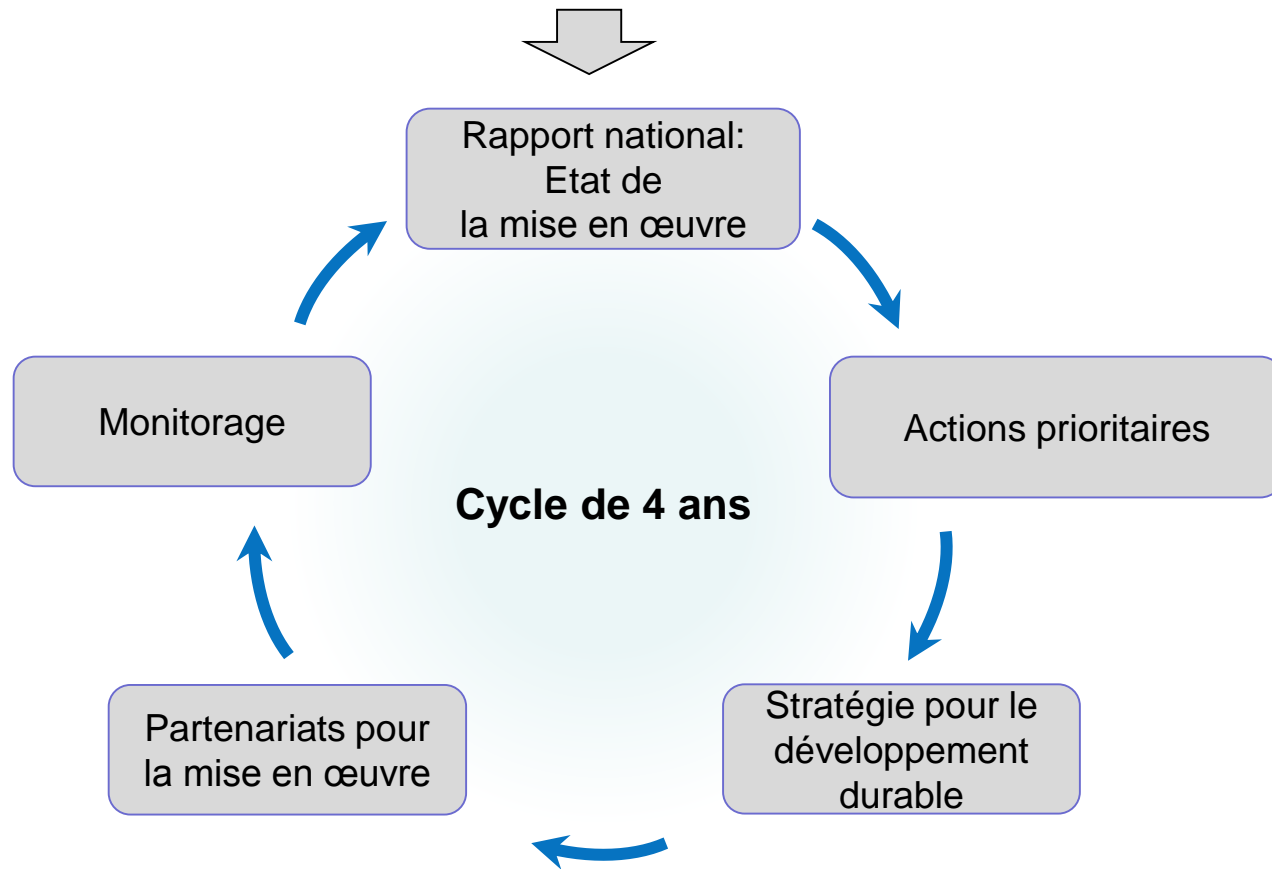 Rapport national:
Etat de
la mise en œuvre
Monitorage
Actions prioritaires
Cycle de 4 ans
Partenariats pour
la mise en œuvre
Stratégie pour le
développement
durable